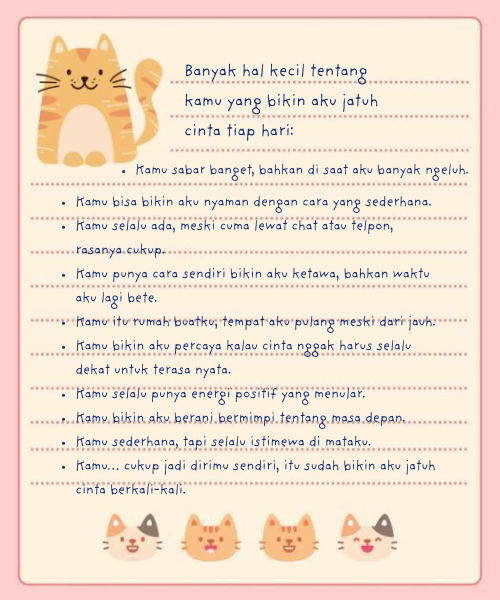 Banyak hal kecil tentang
kamu yang bikin aku jatuh
cinta tiap hari:
• Kamu sabar banget, bahkan di saat aku banyak ngeluh.
• Kamu bisa bikin aku nyaman dengan cara yang sederhana.
• Kamu selalu ada, meski cuma lewat chat atau telpon,
rasanya cukup.
• Kamu punya cara sendiri bikin aku ketawa, bahkan waktu
aku lagi bete.
• Kamu itu rumah buatku, tempat aku pulang meski dari jauh.
• Kamu bikin aku percaya kalau cinta nggak harus selalu
dekat untuk terasa nyata.
• Kamu selalu punya energi positif yang menular.
• Kamu bikin aku berani bermimpi tentang masa depan.
• Kamu sederhana, tapi selalu istimewa di mataku.
• Kamu... cukup jadi dirimu sendiri, itu sudah bikin aku jatuh
cinta berkali-kali.